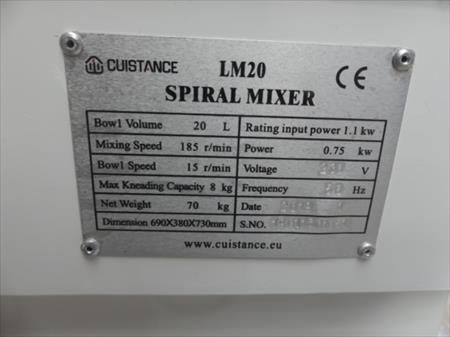 CUISTANCE LM20 CE
SPIRAL MIXER
Bowl Volume 20 L Rating input power 1.1 kw
Mixing Speed 185 r/min Power 0.75 kw
Bowl Speed 15 r/min Voltage V
Max Kneading Capacity 8 kg Frequency Hz
Net Weight 70 kg Date
Dimension 690X380X730mm S.NO.
www.cuistance.eu